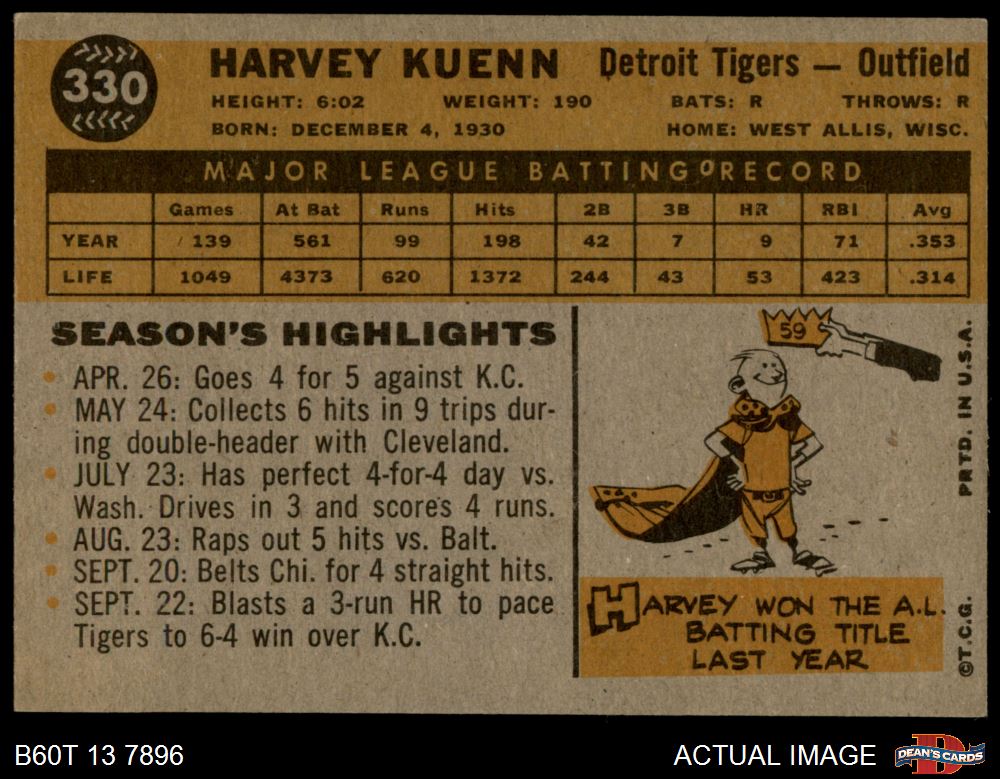 330
HARVEY KUENN Detroit Tigers — Outfield
HEIGHT: 6:02 WEIGHT: 190 BATS: R THROWS: R
BORN: DECEMBER 4, 1930 HOME: WEST ALLIS, WISC.
MAJOR LEAGUE BATTING RECORD
Games At Bat Runs Hits 2B 3B HR RBI Avg
YEAR 139 561 99 198 42 7 9 71 .353
LIFE 1049 4373 620 1372 244 43 53 423 .314
SEASON'S HIGHLIGHTS
• APR. 26: Goes 4 for 5 against K.C.
• MAY 24: Collects 6 hits in 9 trips dur-
ing double-header with Cleveland.
• JULY 23: Has perfect 4-for-4 day vs.
Wash. Drives in 3 and scores 4 runs.
• AUG. 23: Raps out 5 hits vs. Balt.
• SEPT. 20: Belts Chi. for 4 straight hits.
• SEPT. 22: Blasts a 3-run HR to pace
Tigers to 6-4 win over K.C.
59
HARVEY WON THE A.L.
BATTING TITLE
LAST YEAR
©T.C.G. PRTD. IN U.S.A.
B60T 13 7896 ACTUAL IMAGE DEAN'S CARDS